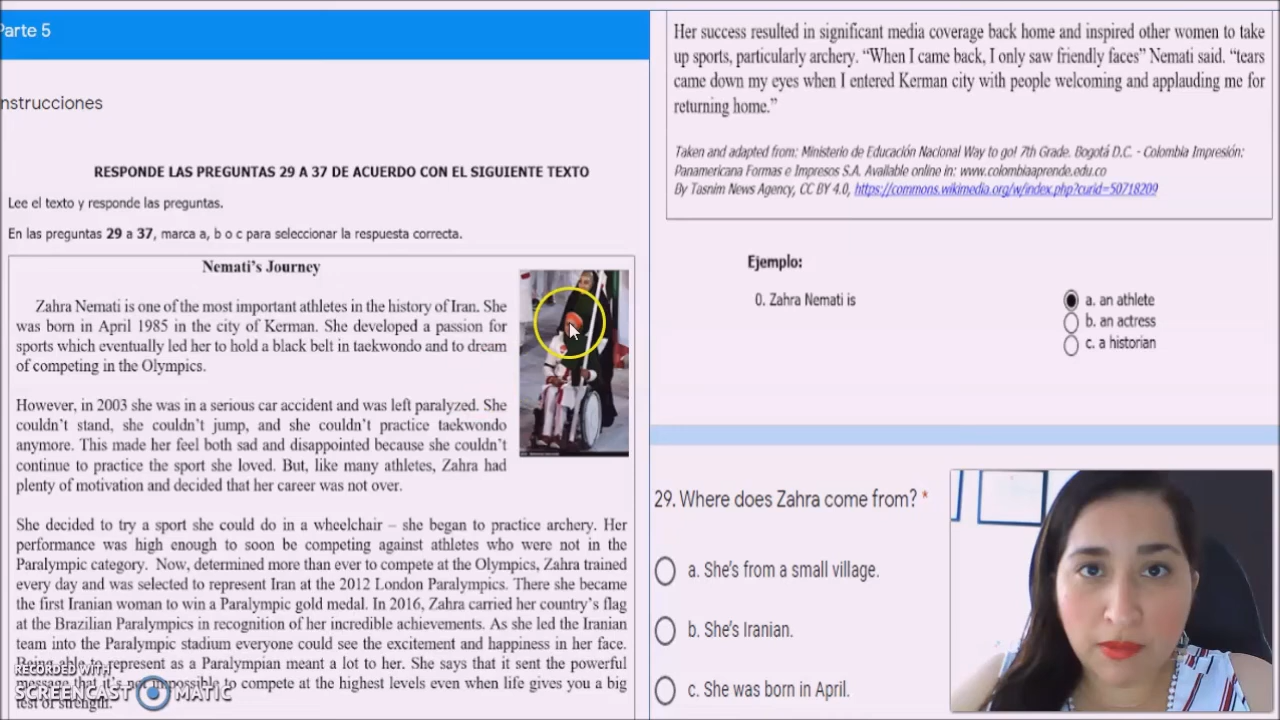 Parte 5
nstrucciones
RESPONDE LAS PREGUNTAS 29 A 37 DE ACUERDO CON EL SIGUIENTE TEXTO
Lee el texto y responde las preguntas.
En las preguntas 29 a 37, marca a, b o c para seleccionar la respuesta correcta.
Nemati's Journey
Zahra Nemati is one of the most important athletes in the history of Iran. She
was born in April 1985 in the city of Kerman. She developed a passion for
sports which eventually led her to hold a black belt in taekwondo and to dream
of competing in the Olympics.
However, in 2003 she was in a serious car accident and was left paralyzed. She
couldn't stand, she couldn't jump, and she couldn't practice taekwondo
anymore. This made her feel both sad and disappointed because she couldn't
continue to practice the sport she loved. But, like many athletes, Zahra had
plenty of motivation and decided that her career was not over.
She decided to try a sport she could do in a wheelchair – she began to practice archery. Her
performance was high enough to soon be competing against athletes who were not in the
Paralympic category. Now, determined more than ever to compete at the Olympics, Zahra trained
every day and was selected to represent Iran at the 2012 London Paralympics. There she became
the first Iranian woman to win a Paralympic gold medal. In 2016, Zahra carried her country's flag
at the Brazilian Paralympics in recognition of her incredible achievements. As she led the Iranian
team into the Paralympic stadium everyone could see the excitement and happiness in her face.
Being able to represent as a Paralympian meant a lot to her. She says that it sent the powerful
message that it's not impossible to compete at the highest levels even when life gives you a big
test of strength.
RECORDED WITH
SCREENCAST MATIC
Her success resulted in significant media coverage back home and inspired other women to take
up sports, particularly archery. “When I came back, I only saw friendly faces” Nemati said. “tears
came down my eyes when I entered Kerman city with people welcoming and applauding me for
returning home.”
Taken and adapted from: Ministerio de Educación Nacional Way to go! 7th Grade. Bogotá D.C. - Colombia Impresión:
Panamericana Formas e Impresos S.A. Available online in: www.colombiaaprende.edu.co
By Tasnim News Agency, CC BY 4.0, https://commons.wikimedia.org/w/index.php?curid=50718209
Ejemplo:
0. Zahra Nemati is
a. an athlete
b. an actress
c. a historian
29. Where does Zahra come from? *
a. She's from a small village.
b. She's Iranian.
c. She was born in April.